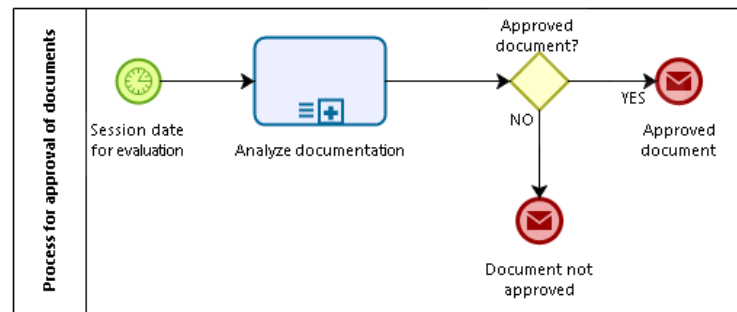 Process for approval of documents
Session date
for evaluation
Analyze documentation
Approved
document?
YES
NO
Approved
document
Document not
approved